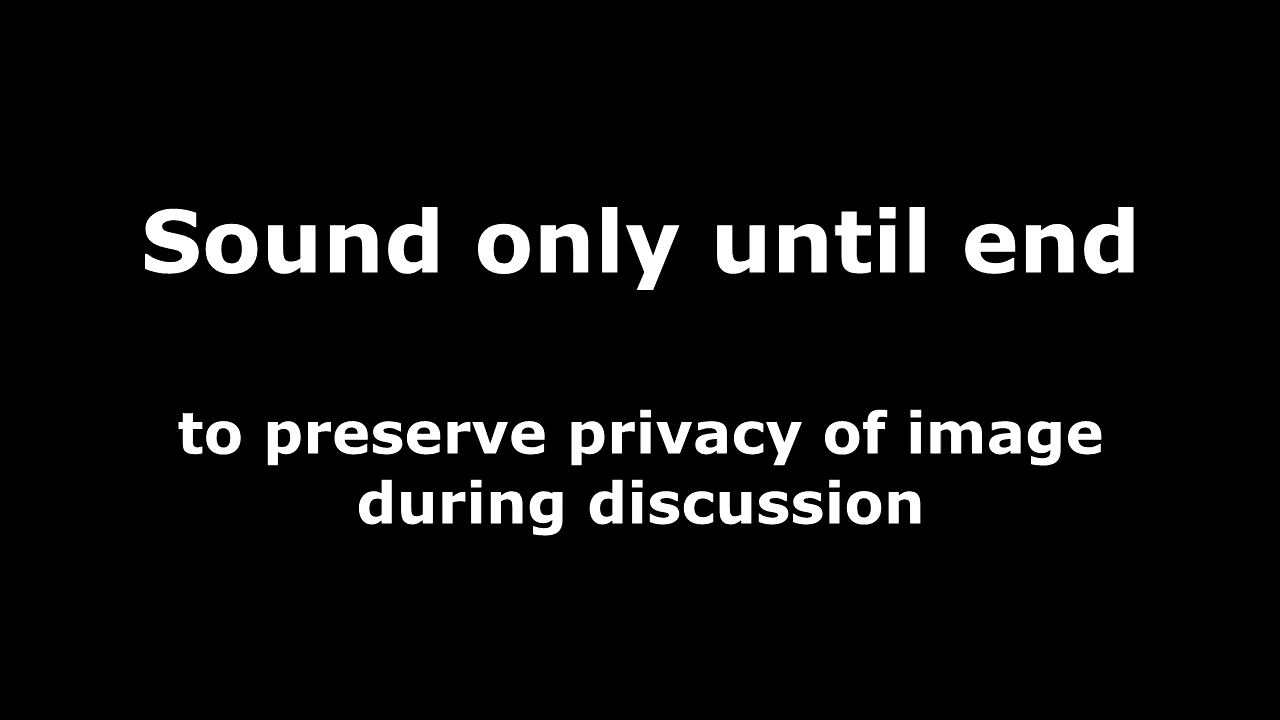 Sound only until end
to preserve privacy of image
during discussion